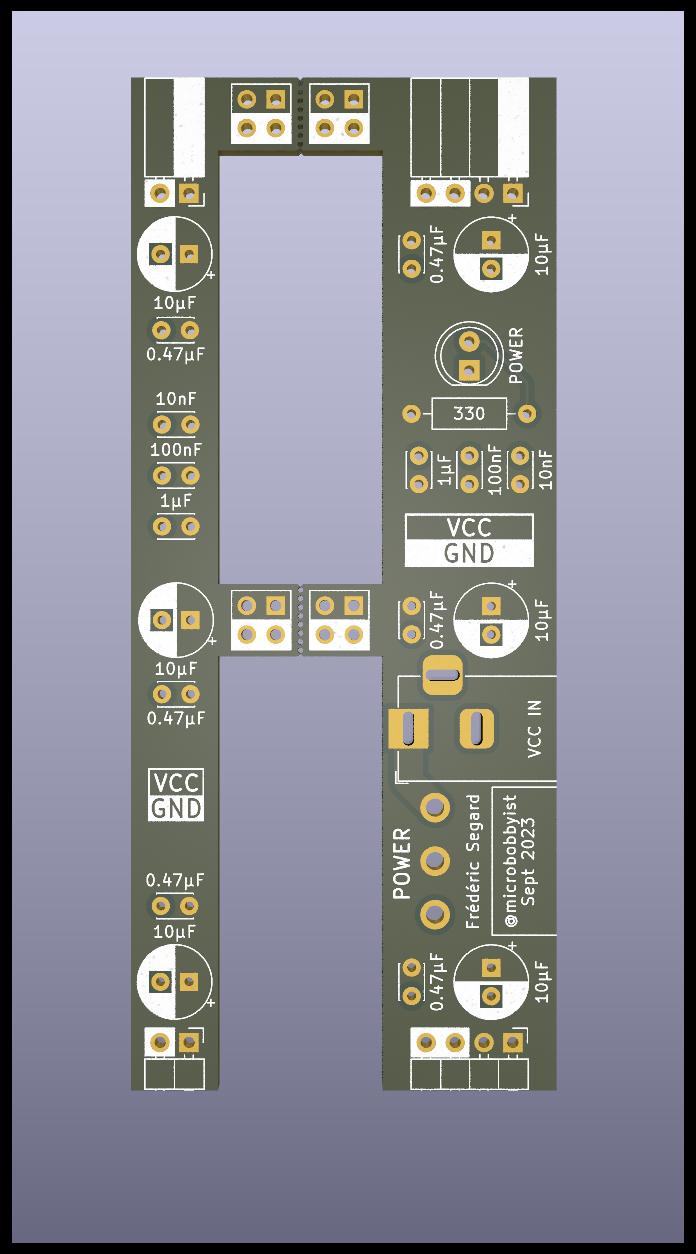 10µF
0.47µF
10nF
100nF
1µF
10µF
0.47µF
VCC
GND
0.47µF
10µF
0.47µF
10µF
POWER
330
1µF
100nF
10nF
VCC
GND
0.47µF
10µF
VCC IN
POWER
Frédéric Segard
@microbobbyist
Sept 2023
0.47µF
10µF